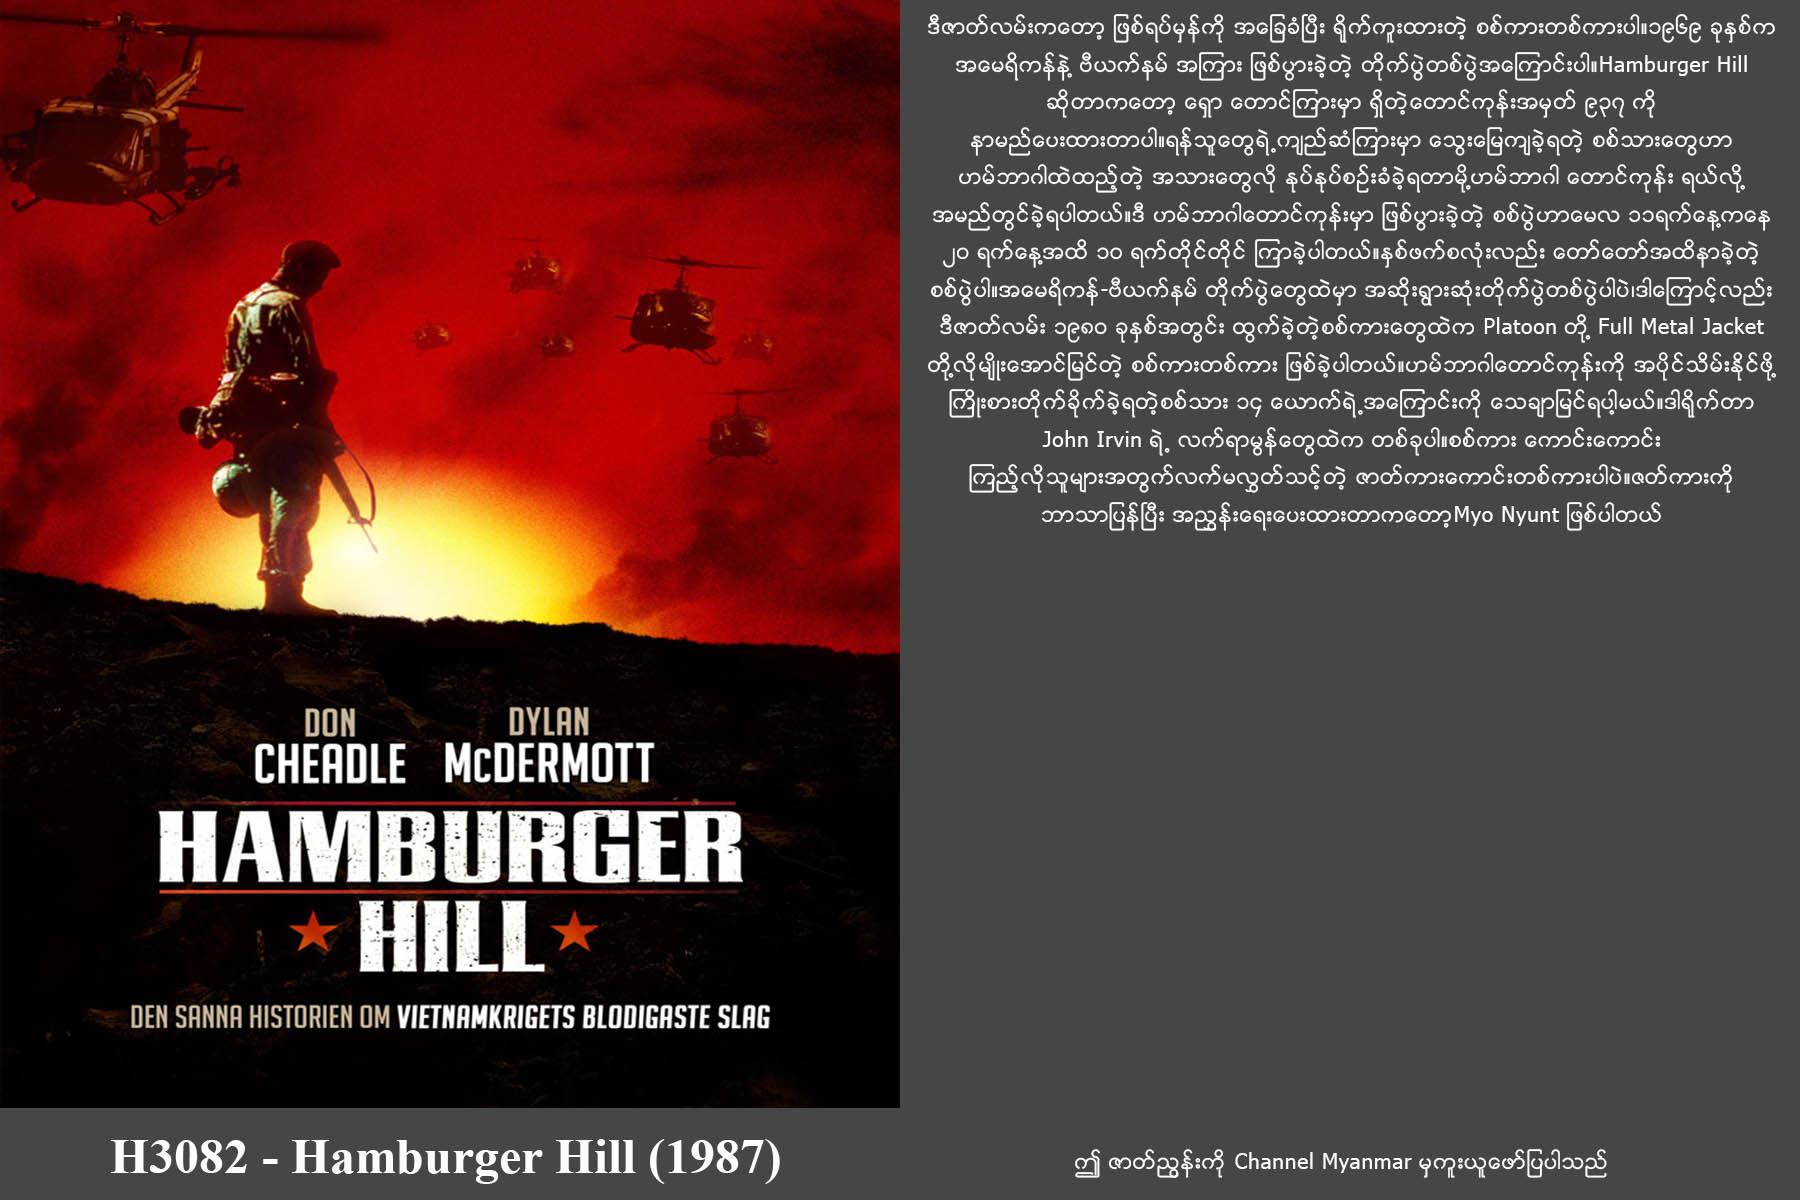 ဒီဇာတ်လမ်းကတော့ ဖြစ်ရပ်မှန်ကို အခြေခံပြီး ရိုက်ကူးထားတဲ့ စစ်ကားတစ်ကားပါ။၁၉၆၉ ခုနှစ်က
အမေရိကန်နဲ့ ဗီယက်နမ် အကြား ဖြစ်ပွားခဲ့တဲ့ တိုက်ပွဲတစ်ပွဲအကြောင်းပါ။Hamburger Hill
ဆိုတာကတော့ ရှော တောင်ကြားမှာ ရှိတဲ့တောင်ကုန်းအမှတ် ၉၃၇ ကို
နာမည်ပေးထားတာပါ။ရန်သူတွေရဲ့ကျည်ဆံကြားမှာ သွေးမြေကျခဲ့ရတဲ့ စစ်သားတွေဟာ
ဟမ်ဘာဂါထဲထည့်တဲ့ အသားတွေလို နုပ်နုပ်စဉ်းခံခဲ့ရတာမို့ဟမ်ဘာဂါ တောင်ကုန်း ရယ်လို့
အမည်တွင်ခဲ့ရပါတယ်။ဒီ ဟမ်ဘာဂါတောင်ကုန်းမှာ ဖြစ်ပွားခဲ့တဲ့ စစ်ပွဲဟာမေလ ၁၁ရက်နေ့ကနေ
၂၀ ရက်နေ့အထိ ၁၀ ရက်တိုင်တိုင် ကြာခဲ့ပါတယ်။နှစ်ဖက်စလုံးလည်း တော်တော်အထိနာခဲ့တဲ့
စစ်ပွဲပါ။အမေရိကန်-ဗီယက်နမ် တိုက်ပွဲတွေထဲမှာ အဆိုးရွားဆုံးတိုက်ပွဲတစ်ပွဲပါပဲ၊ဒါကြောင့်လည်း
ဒီဇာတ်လမ်း ၁၉၈၀ ခုနှစ်အတွင်း ထွက်ခဲ့တဲ့စစ်ကားတွေထဲက Platoon တို့ Full Metal Jacket
တို့လိုမျိုးအောင်မြင်တဲ့ စစ်ကားတစ်ကား ဖြစ်ခဲ့ပါတယ်။ဟမ်ဘာဂါတောင်ကုန်းကို အပိုင်သိမ်းနိုင်ဖို့
ကြိုးစားတိုက်ခိုက်ခဲ့ရတဲ့စစ်သား ၁၄ ယောက်ရဲ့အကြောင်းကို သေချာမြင်ရပါ့မယ်။ဒါရိုက်တာ
John Irvin ရဲ့ လက်ရာမွန်တွေထဲက တစ်ခုပါ။စစ်ကား ကောင်းကောင်း
ကြည့်လိုသူများအတွက်လက်မလွှတ်သင့်တဲ့ ဇာတ်ကားကောင်းတစ်ကားပါပဲ။ဇတ်ကားကို
ဘာသာပြန်ပြီး အညွှန်းရေးပေးထားတာကတော့Myo Nyunt ဖြစ်ပါတယ်
DON CHEADLE
DYLAN McDERMOTT
HAMBURGER
HILL
DEN SANNA HISTORIEN OM VIETNAMKRIGETS BLODIGASTE SLAG
H3082 - Hamburger Hill (1987)
ဤ ဇာတ်ညွှန်းကို Channel Myanmar မှကူးယူဖော်ပြပါသည်